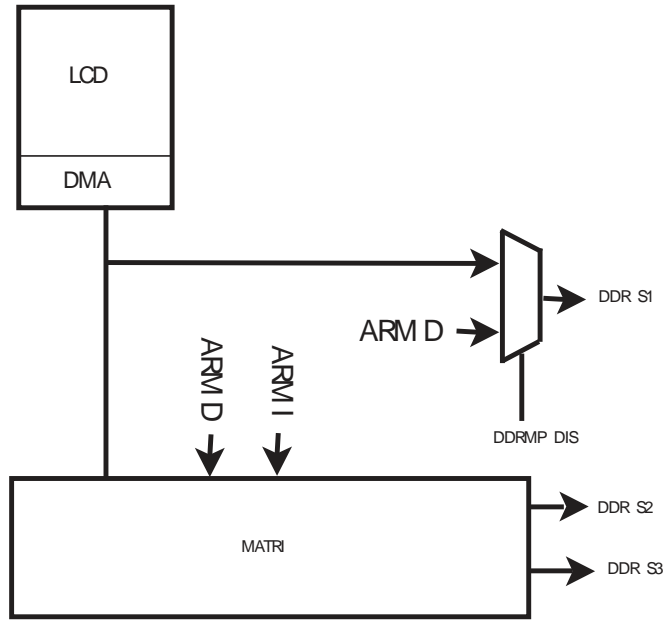 LCD
DMA
DDR S1
ARM D
ARM D
ARM I
DDRMP DIS
DDR S2
MATRI
DDR S3